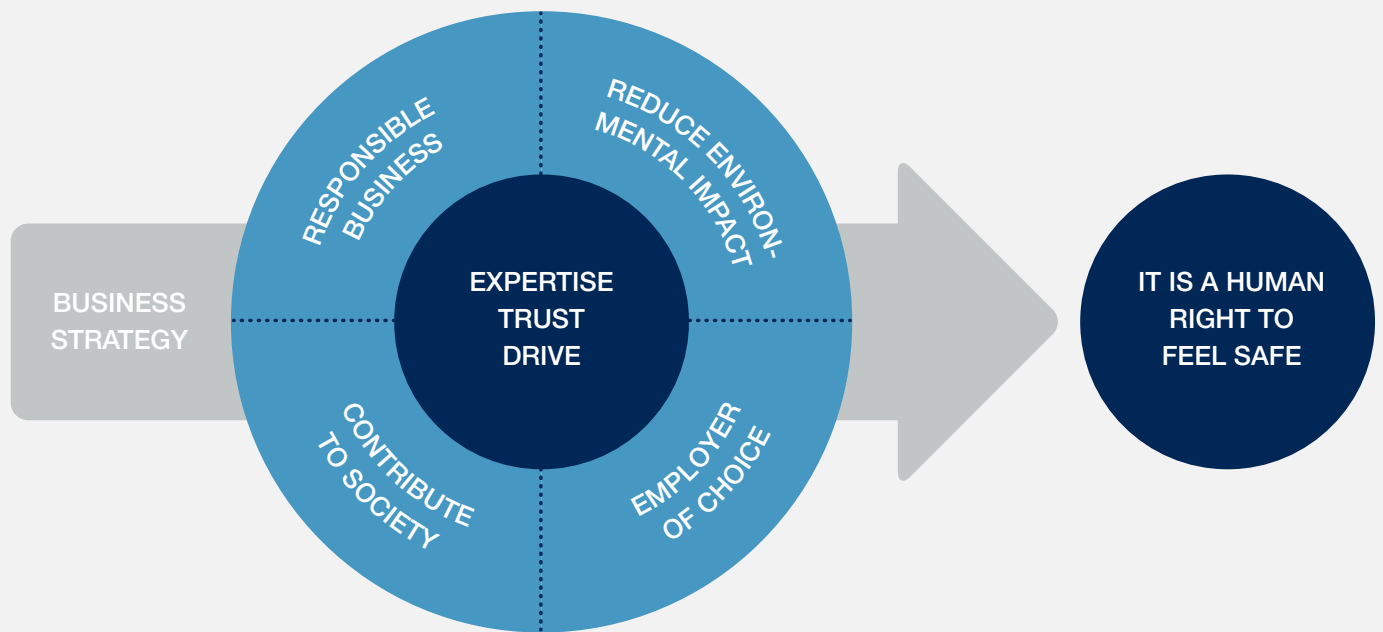 BUSINESS
STRATEGY
RESPONSIBLE
BUSINESS
REDUCE ENVIRON-
MENTAL IMPACT
EXPERTISE
TRUST
DRIVE
CONTRIBUTE
TO SOCIETY
EMPLOYER
OF CHOICE
IT IS A HUMAN
RIGHT TO
FEEL SAFE